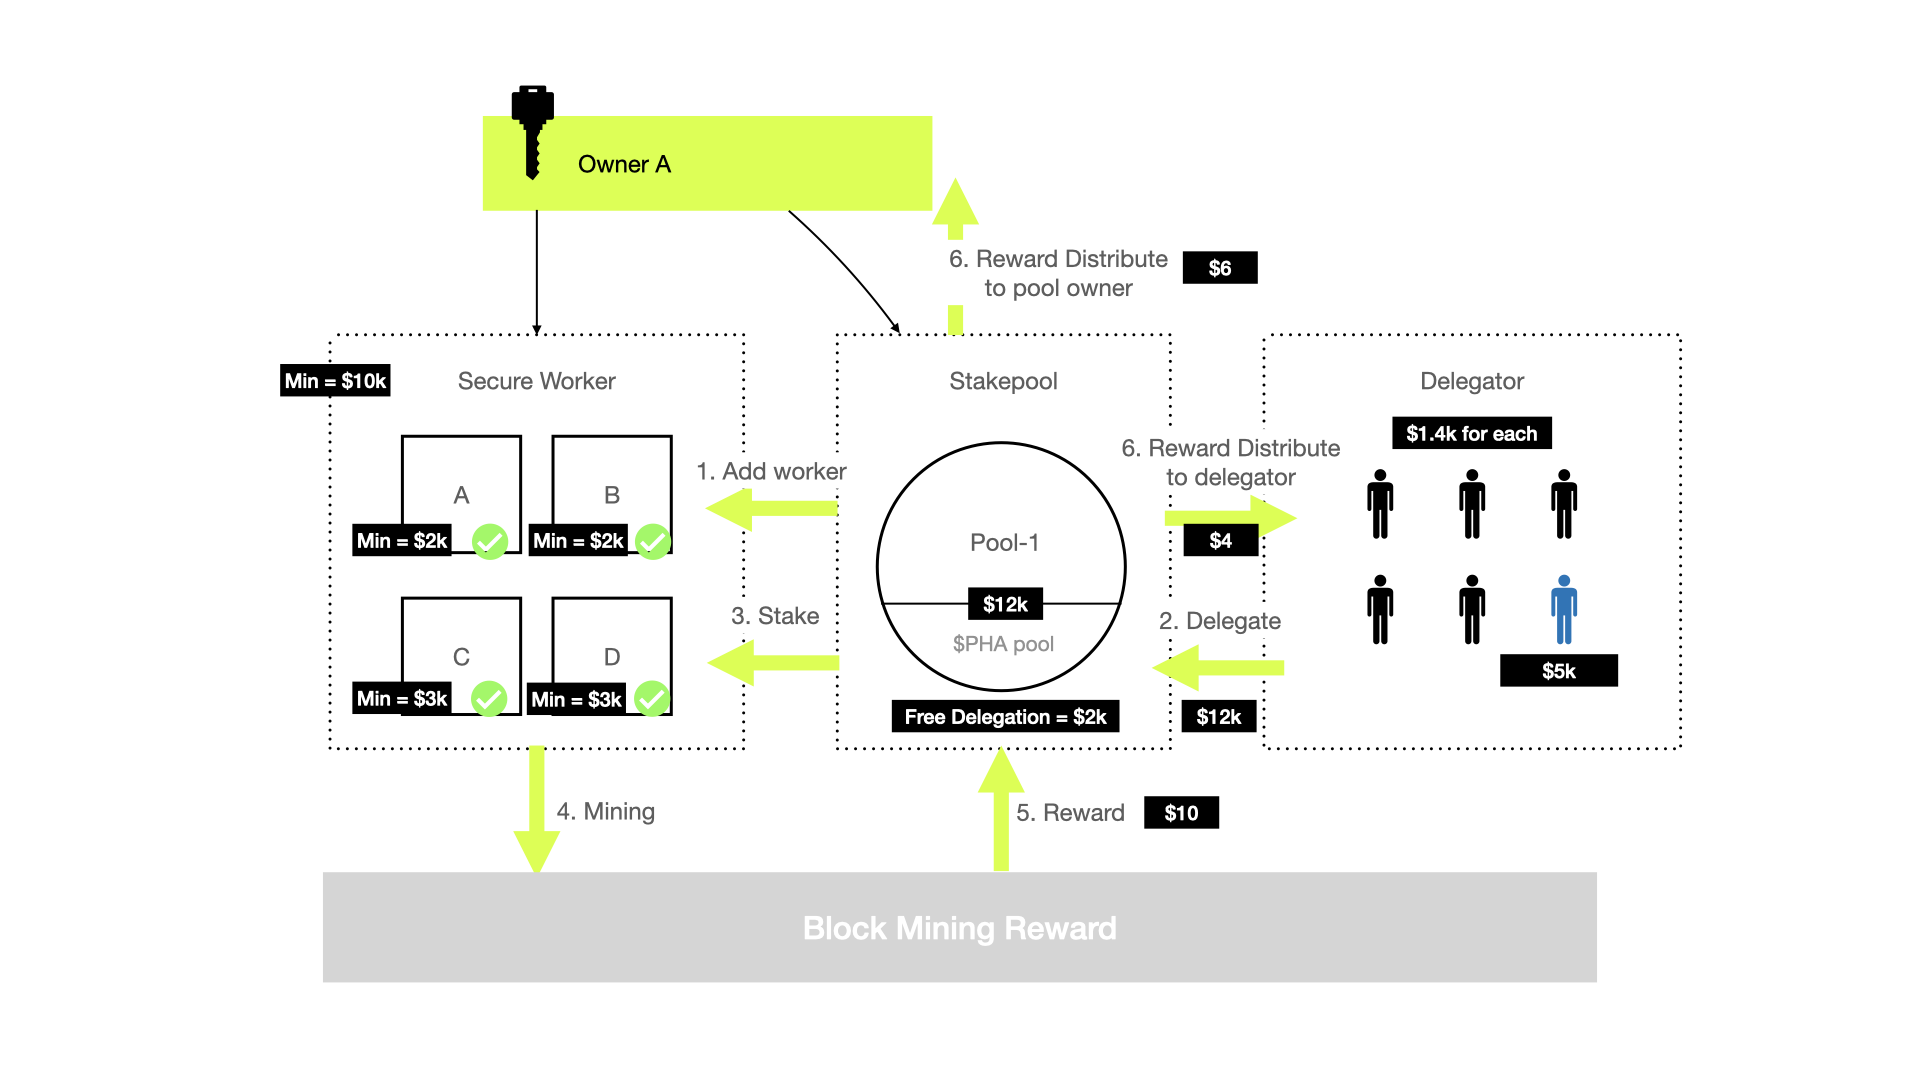 Owner A
6. Reward Distribute
to pool owner
$6
Min = $10k
Secure Worker
Stakepool
Delegator
$1.4k for each
A
B
Min = $2k
Min = $2k
1. Add worker
6. Reward Distribute
to delegator
$4
Pool-1
$12k
$PHA pool
3. Stake
2. Delegate
C
D
Min = $3k
Min = $3k
$5k
Free Delegation = $2k
$12k
4. Mining
5. Reward
$10
Block Mining Reward